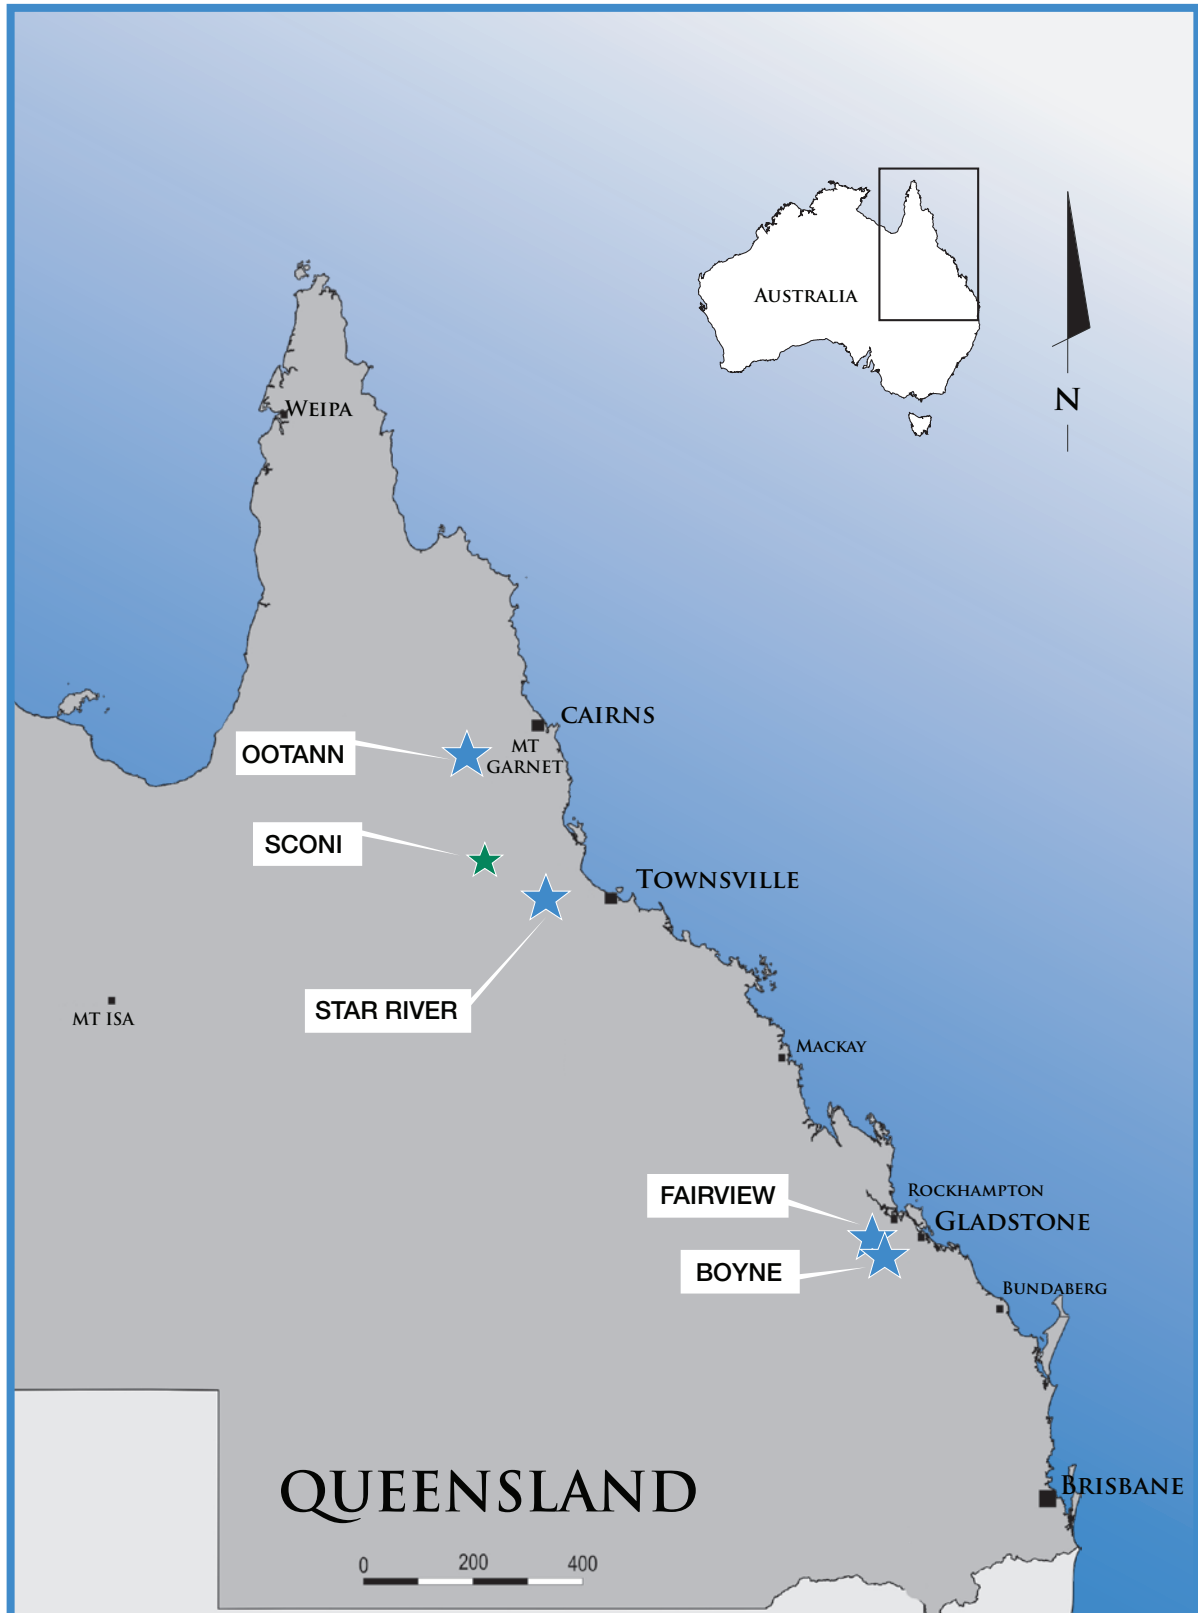 AUSTRALIA
N
WEIPA
CAIRNS
MT
GARNET
OOTANN
SCONI
TOWNSVILLE
STAR RIVER
MT ISA
MACKAY
FAIRVIEW
ROCKHAMPTON
GLADSTONE
BOYNE
BUNDABERG
QUEENSLAND
BRISBANE
0 200 400